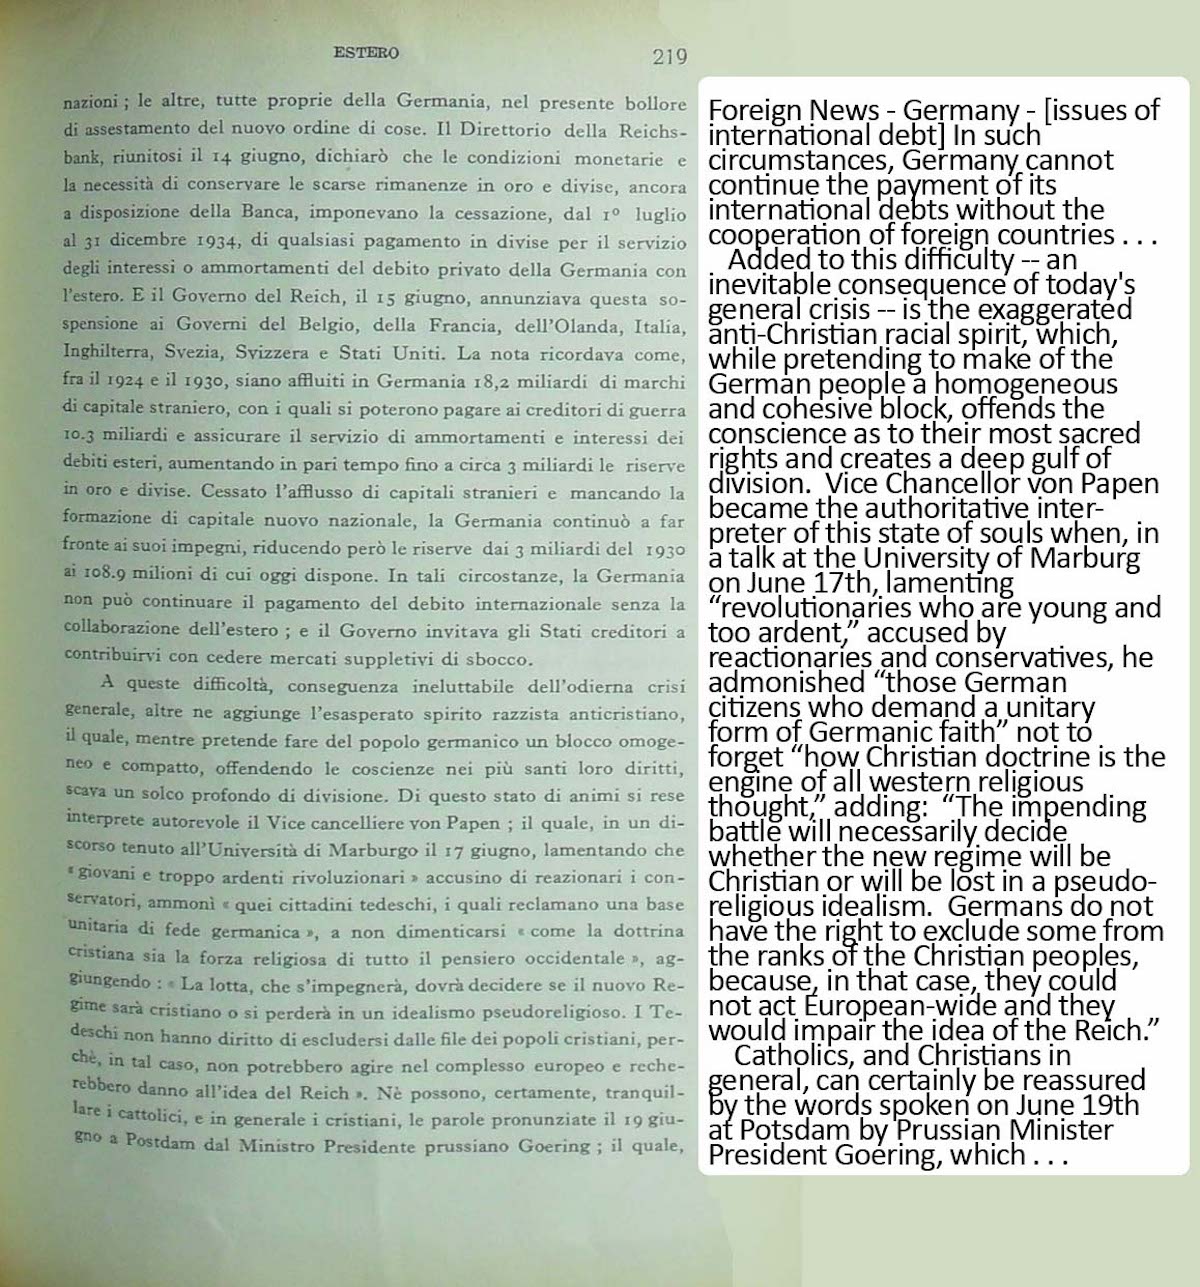 ESTERO 219
nazioni ; le altre, tutte proprie della Germania, nel presente bollore
di assestamento del nuovo ordine di cose. Il Direttorio della Reichs-
bank, riunitosi il 14 giugno, dichiarò che le condizioni monetarie e
la necessità di conservare le scarse rimanenze in oro e divise, ancora
a disposizione della Banca, imponevano la cessazione, dal 1º luglio
al 31 dicembre 1934, di qualsiasi pagamento in divise per il servizio
degli interessi o ammortamenti del debito privato della Germania con
l'estero. E il Governo del Reich, il 15 giugno, annunziava questa so-
spensione ai Governi del Belgio, della Francia, dell'Olanda, Italia,
Inghilterra, Svezia, Svizzera e Stati Uniti. La nota ricordava come,
fra il 1924 e il 1930, siano affluiti in Germania 18,2 miliardi di marchi
di capitale straniero, con i quali si poterono pagare ai creditori di guerra
10.3 miliardi e assicurare il servizio di ammortamenti e interessi dei
debiti esteri, aumentando in pari tempo fino a circa 3 miliardi le riserve
in oro e divise. Cessato l'afflusso di capitali stranieri e mancando la
formazione di capitale nuovo nazionale, la Germania continuò a far
fronte ai suoi impegni, riducendo però le riserve dai 3 miliardi del 1930
ai 108.9 milioni di cui oggi dispone. In tali circostanze, la Germania
non può continuare il pagamento del debito internazionale senza la
collaborazione dell'estero ; e il Governo invitava gli Stati creditori a
contribuirvi con cedere mercati suppletivi di sbocco.
A queste difficoltà, conseguenza ineluttabile dell'odierna crisi
generale, altre ne aggiunge l'esasperato spirito razzista anticristiano,
il quale, mentre pretende fare del popolo germanico un blocco omoge-
neo e compatto, offendendo le coscienze nei più santi loro diritti,
scava un solco profondo di divisione. Di questo stato di animi si rese
interprete autorevole il Vice cancelliere von Papen ; il quale, in un di-
scorso tenuto all'Università di Marburgo il 17 giugno, lamentando che
« giovani e troppo ardenti rivoluzionari » accusino di reazionari i con-
servatori, ammonì « quei cittadini tedeschi, i quali reclamano una base
unitaria di fede germanica », a non dimenticarsi « come la dottrina
cristiana sia la forza religiosa di tutto il pensiero occidentale », ag-
giungendo : « La lotta, che s'impegnerà, dovrà decidere se il nuovo Re-
gime sarà cristiano o si perderà in un idealismo pseudoreligioso. I Te-
deschi non hanno diritto di escludersi dalle file dei popoli cristiani, per-
chè, in tal caso, non potrebbero agire nel complesso europeo e reche-
rebbero danno all'idea del Reich ». Nè possono, certamente, tranquil-
lare i cattolici, e in generale i cristiani, le parole pronunziate il 19 giu-
gno a Postdam dal Ministro Presidente prussiano Goering ; il quale,
Foreign News - Germany - [issues of
international debt] In such
circumstances, Germany cannot
continue the payment of its
international debts without the
cooperation of foreign countries . . .
Added to this difficulty -- an
inevitable consequence of today's
general crisis -- is the exaggerated
anti-Christian racial spirit, which,
while pretending to make of the
German people a homogeneous
and cohesive block, offends the
conscience as to their most sacred
rights and creates a deep gulf of
division. Vice Chancellor von Papen
became the authoritative inter-
preter of this state of souls when, in
a talk at the University of Marburg
on June 17th, lamenting
“revolutionaries who are young and
too ardent,” accused by
reactionaries and conservatives, he
admonished “those German
citizens who demand a unitary
form of Germanic faith” not to
forget “how Christian doctrine is the
engine of all western religious
thought,” adding: “The impending
battle will necessarily decide
whether the new regime will be
Christian or will be lost in a pseudo-
religious idealism. Germans do not
have the right to exclude some from
the ranks of the Christian peoples,
because, in that case, they could
not act European-wide and they
would impair the idea of the Reich.”
Catholics, and Christians in
general, can certainly be reassured
by the words spoken on June 19th
at Potsdam by Prussian Minister
President Goering, which . . .